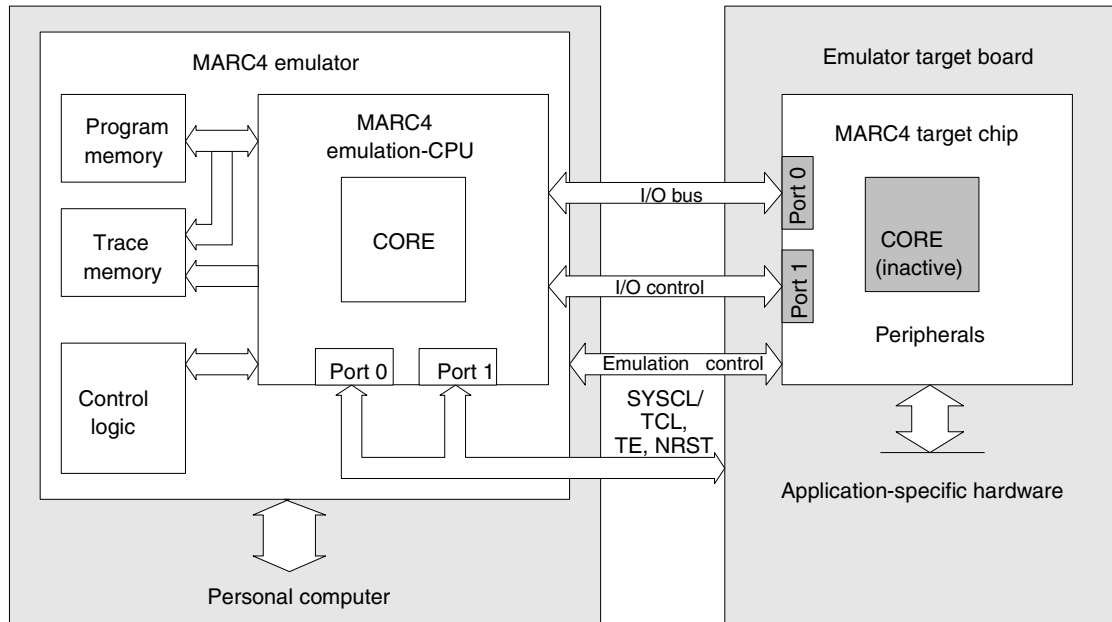 MARC4 emulator
Program
memory
Trace
memory
Control
logic
MARC4
emulation-CPU
CORE
Port 0
Port 1
Personal computer
I/O bus
I/O control
Emulation control
SYSCL/
TCL,
TE, NRST
Emulator target board
MARC4 target chip
Port 0
Port 1
CORE
(inactive)
Peripherals
Application-specific hardware